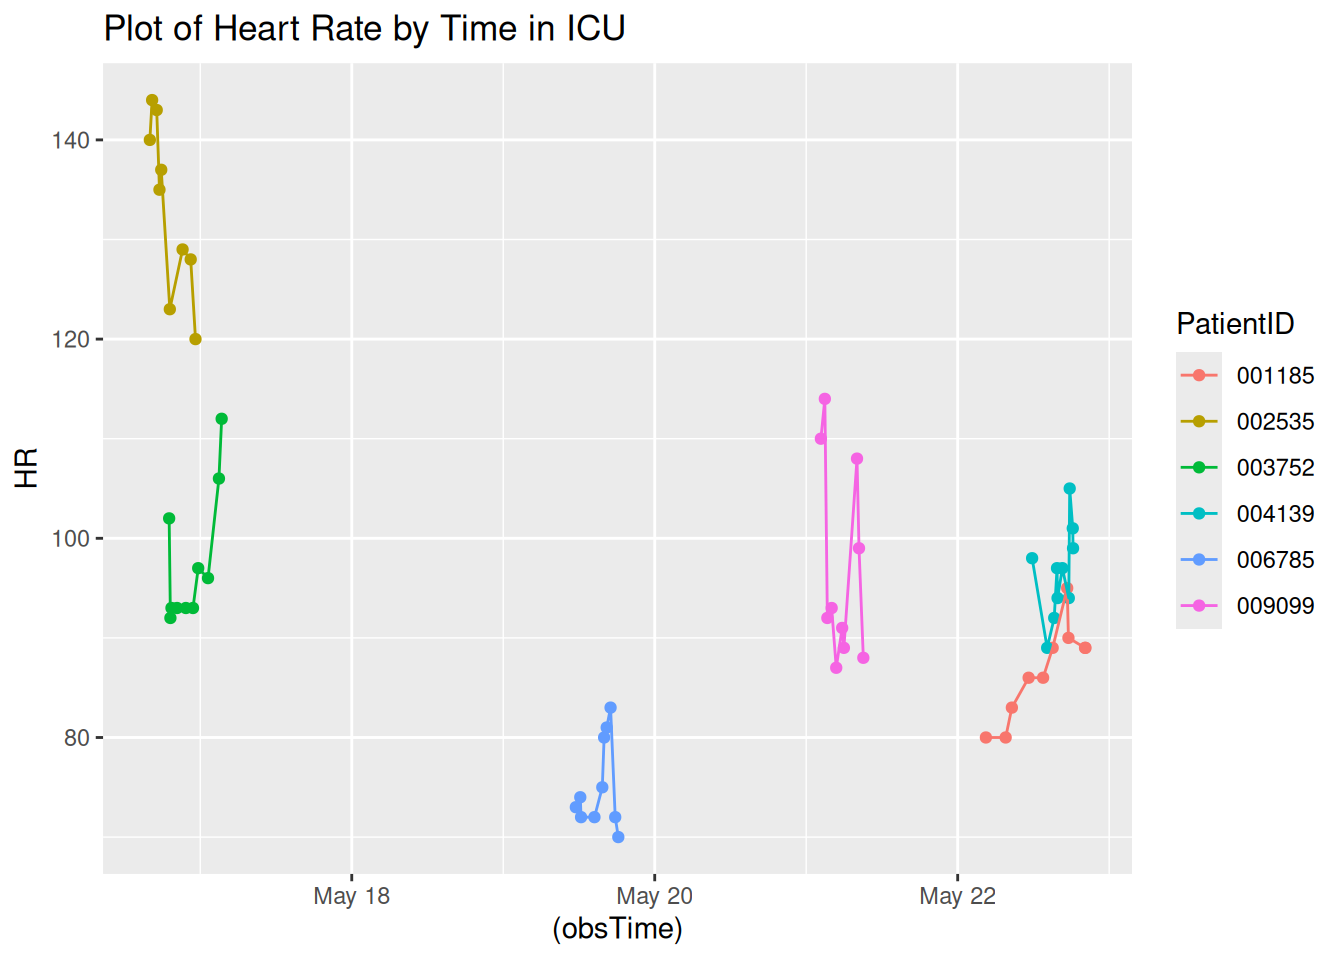 Plot of Heart Rate by Time in ICU
140
120
100
80
HR
May 18
May 20
May 22
(obsTime)
PatientID
001185
002535
003752
004139
006785
009099